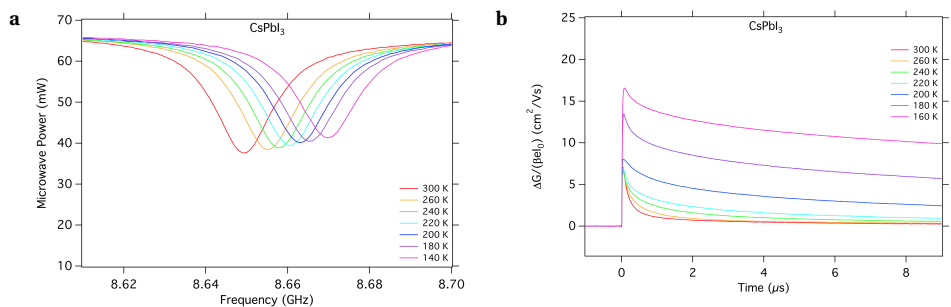 a
CsPbI3
Microwave Power (mW)
60
50
40
30
20
10
300 K
260 K
240 K
220 K
200 K
180 K
140 K
8.62
8.64
8.66
8.68
8.70
Frequency (GHz)
b
CsPbI3
ΔG/(βeI0) (cm2/Vs)
25
20
15
10
5
0
300 K
260 K
240 K
220 K
200 K
180 K
160 K
0
2
4
6
8
Time (μs)